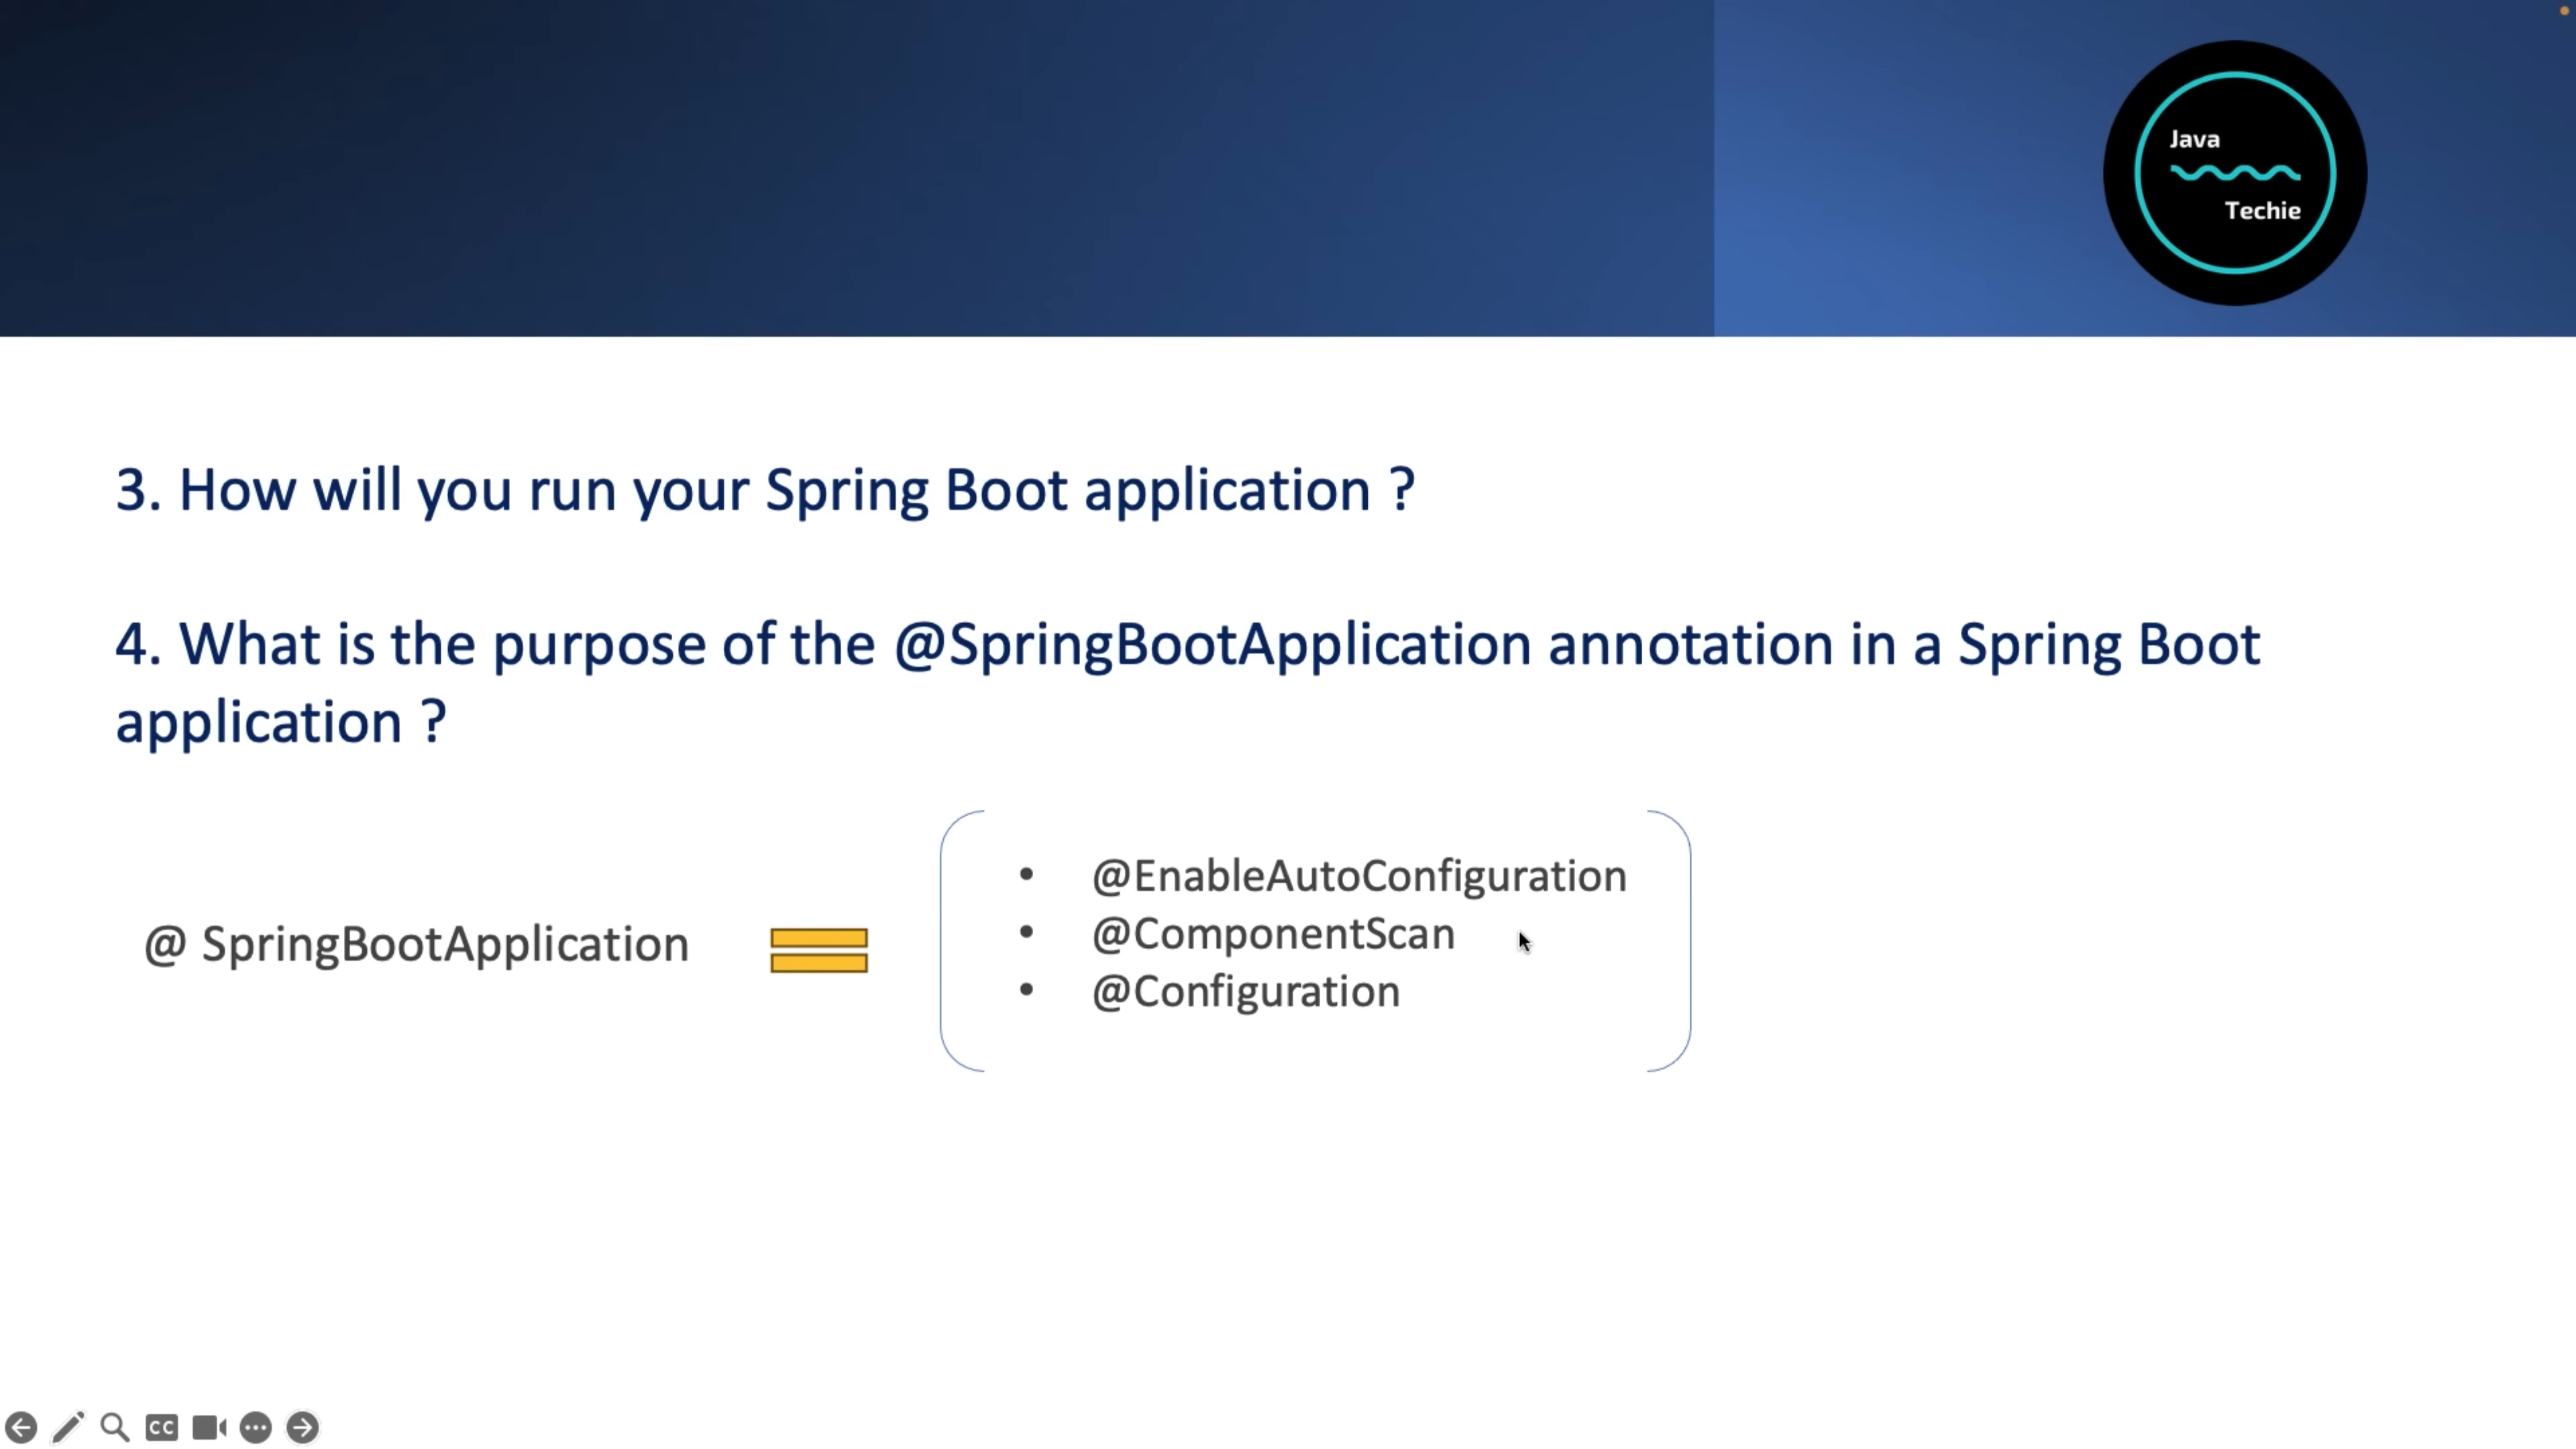 Java
Techie
3. How will you run your Spring Boot application ?
4. What is the purpose of the @SpringBootApplication annotation in a Spring Boot
application ?
@ SpringBootApplication
• @EnableAutoConfiguration
• @ComponentScan
• @Configuration
CC